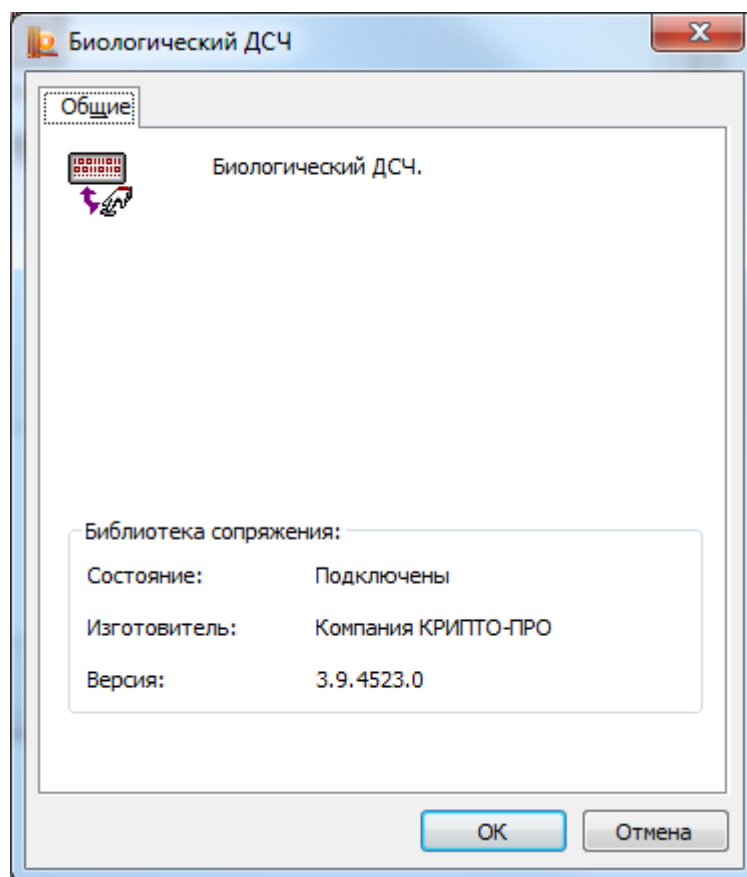 Биологический ДСЧ
Общие
Биологический ДСЧ.
Библиотека сопряжения:
Состояние: Подключены
Изготовитель: Компания КРИПТО-ПРО
Версия: 3.9.4523.0
ОК Отмена